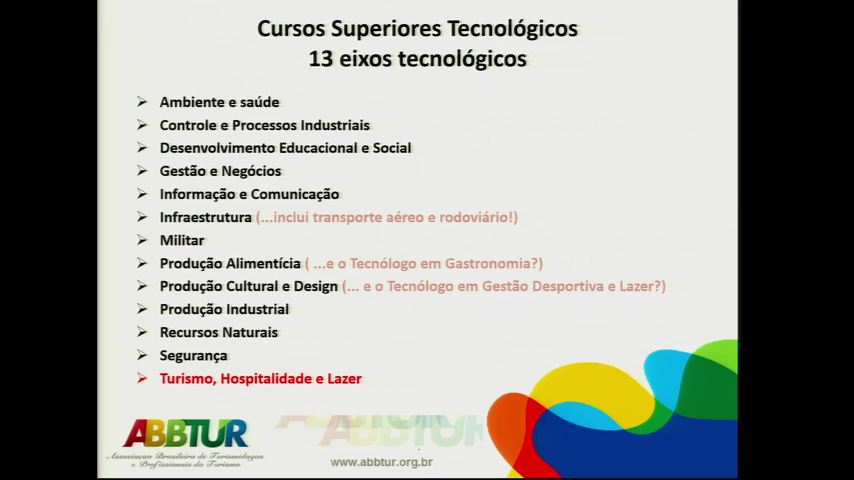 Cursos Superiores Tecnológicos
13 eixos tecnológicos
Ambiente e saúde
Controle e Processos Industriais
Desenvolvimento Educacional e Social
Gestão e Negócios
Informação e Comunicação
Infraestrutura (...inclui transporte aéreo e rodoviário!)
Militar
Produção Alimentícia ( ...e o Tecnólogo em Gastronomia?)
Produção Cultural e Design (... e o Tecnólogo em Gestão Desportiva e Lazer?)
Produção Industrial
Recursos Naturais
Segurança
Turismo, Hospitalidade e Lazer
ABBTUR
Associação Brasileira de Turismólogos
e Profissionais do Turismo
www.abbtur.org.br